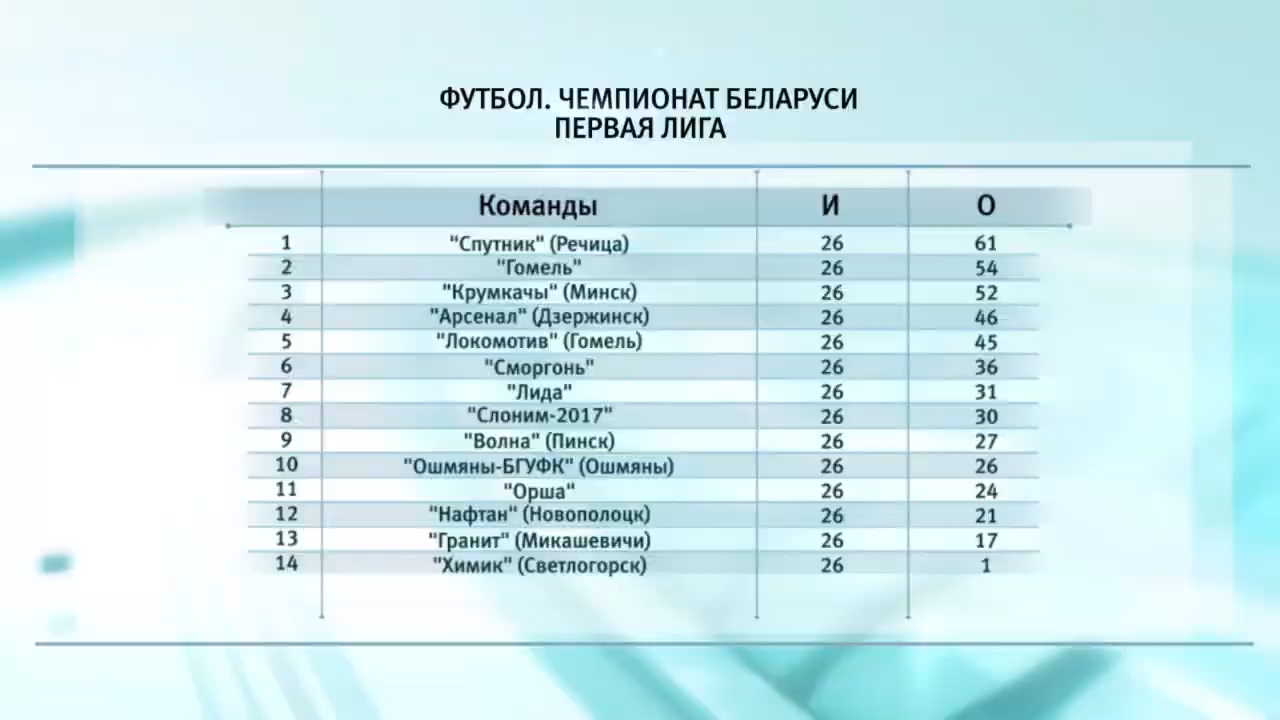 ФУТБОЛ. ЧЕМПИОНАТ БЕЛАРУСИ
ПЕРВАЯ ЛИГА
Команды И О
1 "Спутник" (Речица) 26 61
2 "Гомель" 26 54
3 "Крумкачы" (Минск) 26 52
4 "Арсенал" (Дзержинск) 26 46
5 "Локомотив" (Гомель) 26 45
6 "Сморгонь" 26 36
7 "Лида" 26 31
8 "Слоним-2017" 26 30
9 "Волна" (Пинск) 26 27
10 "Ошмяны-БГУФК" (Ошмяны) 26 26
11 "Орша" 26 24
12 "Нафтан" (Новополоцк) 26 21
13 "Гранит" (Микашевичи) 26 17
14 "Химик" (Светлогорск) 26 1